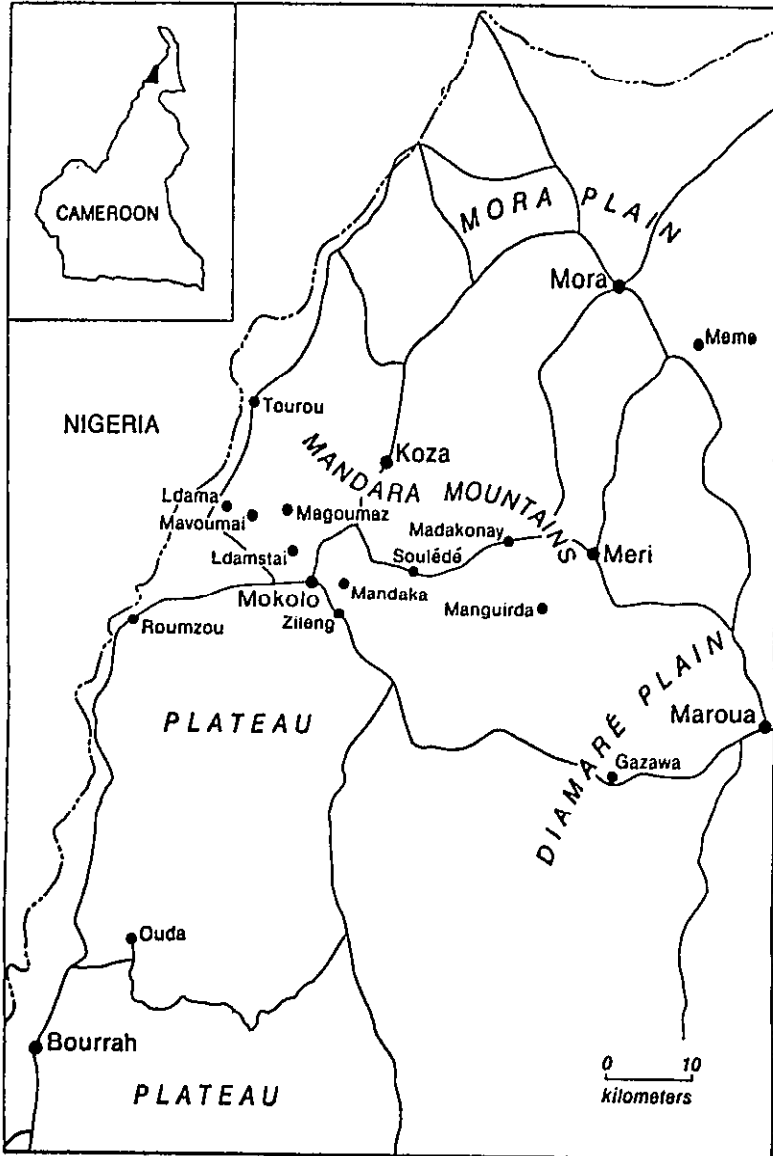 CAMEROON
MORA PLAIN
Mora
Meme
Tourou
NIGERIA
Koza
MANDARA MOUNTAINS
Ldama
Mavoumai
Magoumaz
Madakonay
Ldamstai
Soulédé
Meri
Mokolo
Mandaka
Zileng
Manguirda
Roumzou
PLATEAU
DIAMARÉ PLAIN
Maroua
Gazawa
Ouda
Bourrah
0 10
kilometers
PLATEAU